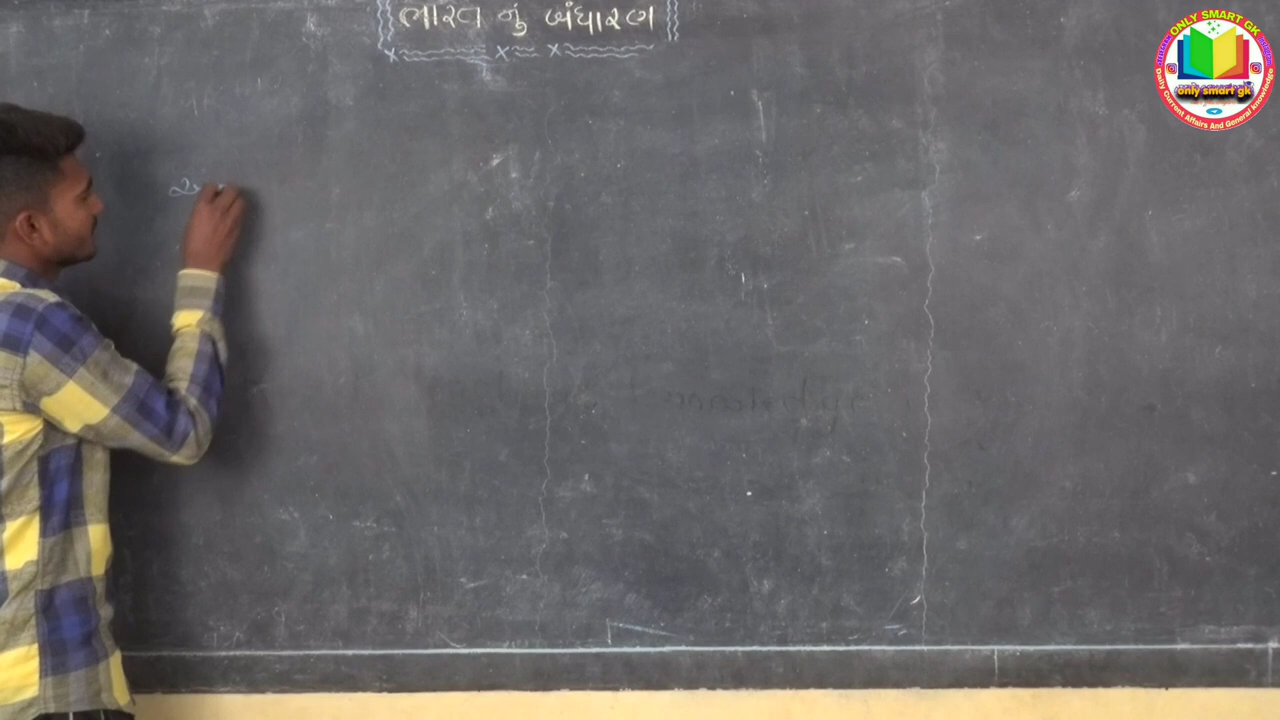 ભારત નું બંધારણ
ONLY SMART GK
only smart gk
Daily Current Affairs And General knowledge